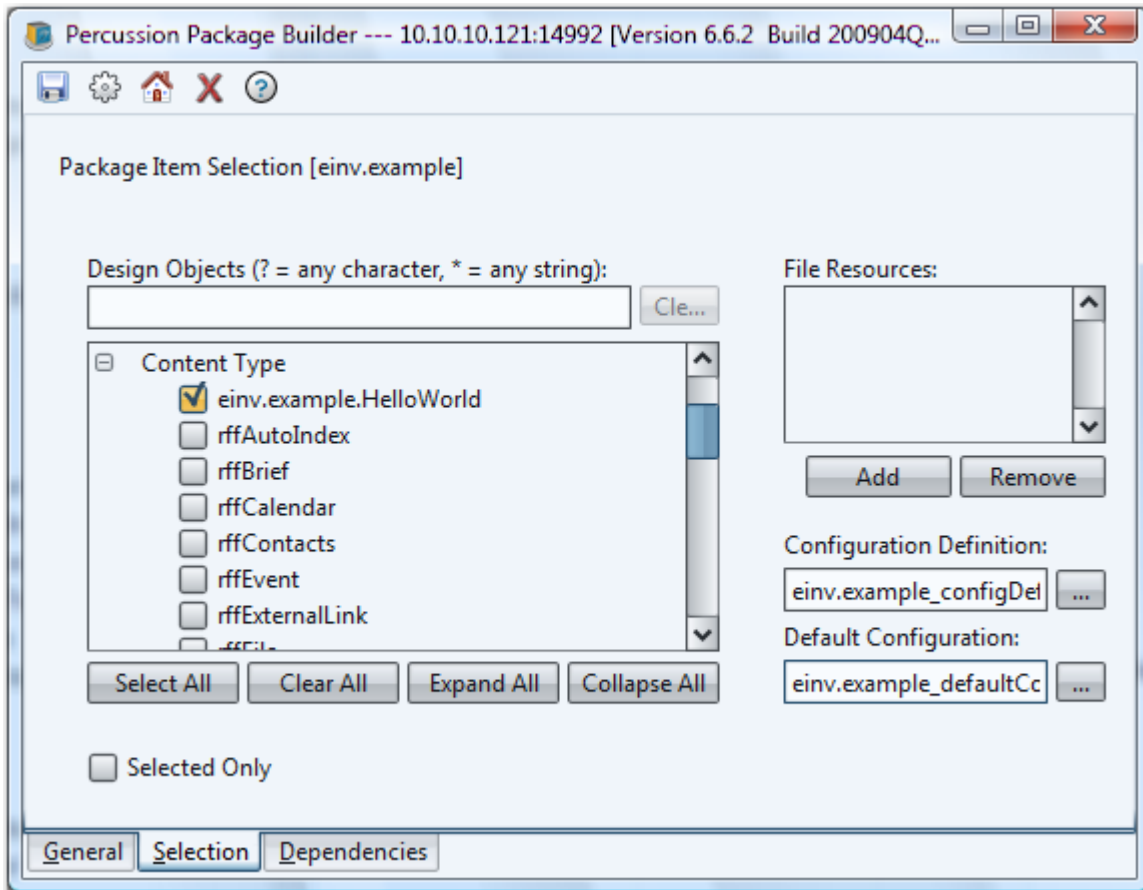 Percussion Package Builder --- 10.10.10.121:14992 [Version 6.6.2 Build 200904Q...
Package Item Selection [einv.example]
Design Objects (? = any character, * = any string):
Cle...
Content Type
einv.example.HelloWorld
rffAutoIndex
rffBrief
rffCalendar
rffContacts
rffEvent
rffExternalLink
Select All
Clear All
Expand All
Collapse All
Selected Only
File Resources:
Add
Remove
Configuration Definition:
einv.example_configDef
...
Default Configuration:
einv.example_defaultCo
...
General
Selection
Dependencies